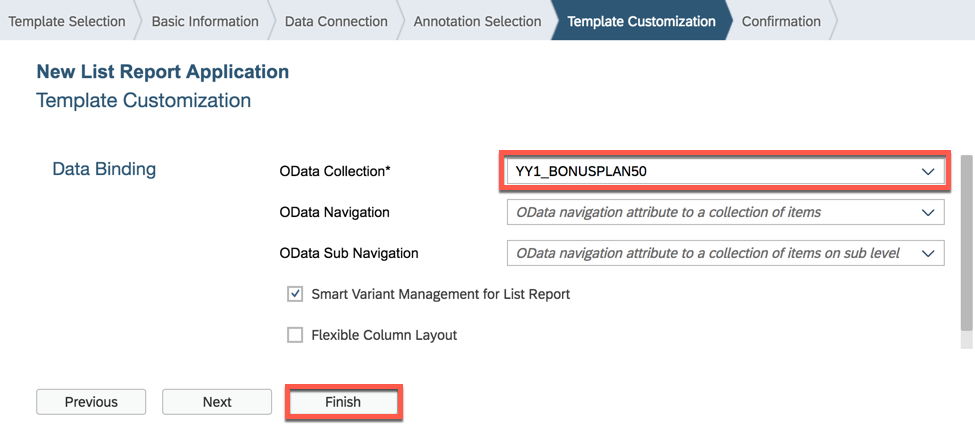 Template Selection Basic Information Data Connection Annotation Selection Template Customization Confirmation
New List Report Application
Template Customization
Data Binding
OData Collection* YY1_BONUSPLAN50
OData Navigation OData navigation attribute to a collection of items
OData Sub Navigation OData navigation attribute to a collection of items on sub level
Smart Variant Management for List Report
Flexible Column Layout
Previous Next Finish